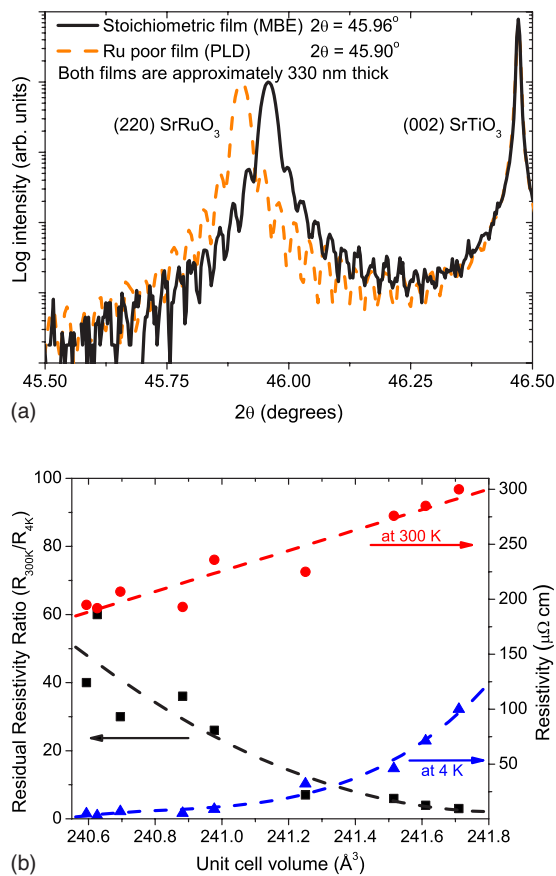 Stoichiometric film (MBE) 2θ = 45.96°
Ru poor film (PLD) 2θ = 45.90°
Both films are approximately 330 nm thick
(220) SrRuO₃ (002) SrTiO₃
Log intensity (arb. units)
45.50 45.75 46.00 46.25 46.50
2θ (degrees)
(a)
100
80
60
40
20
0
Residual Resistivity Ratio (R₃₀₀K/R₄K)
at 300 K
at 4 K
300
250
200
150
100
50
Resistivity (μΩ cm)
240.6 240.8 241.0 241.2 241.4 241.6 241.8
Unit cell volume (Å³)
(b)